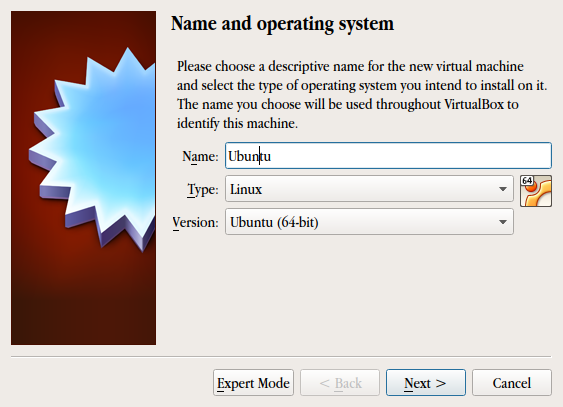 Name and operating system
Please choose a descriptive name for the new virtual machine
and select the type of operating system you intend to install on it.
The name you choose will be used throughout VirtualBox to
identify this machine.
Name: Ubuntu
Type: Linux
64
Version: Ubuntu (64-bit)
Expert Mode < Back Next > Cancel